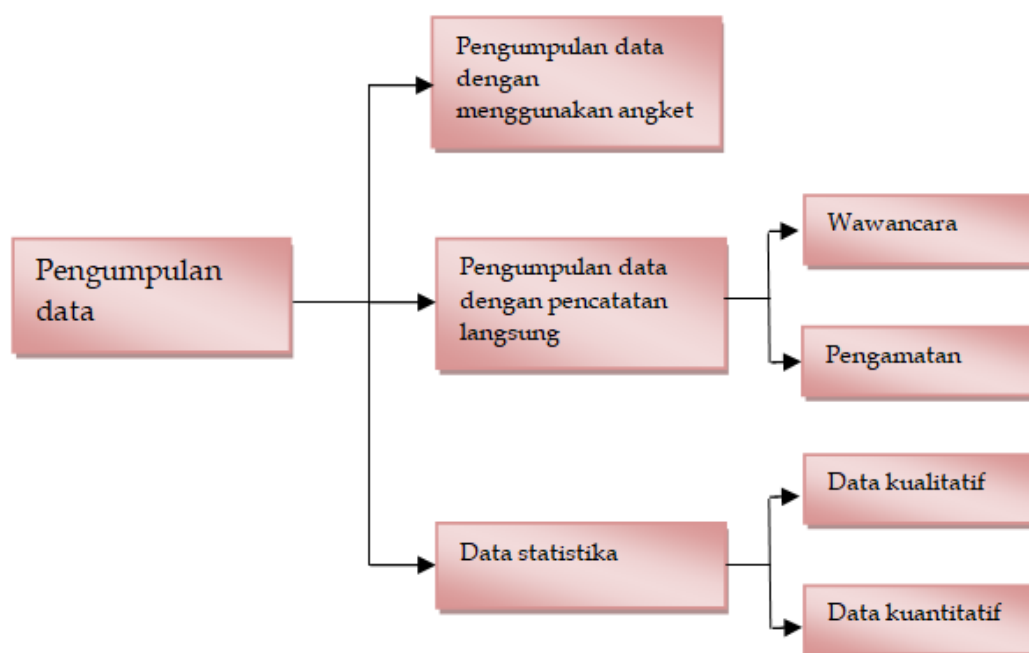 Pengumpulan data
dengan
menggunakan angket
Pengumpulan
data
Pengumpulan data
dengan pencatatan
langsung
Wawancara
Pengamatan
Data statistika
Data kualitatif
Data kuantitatif